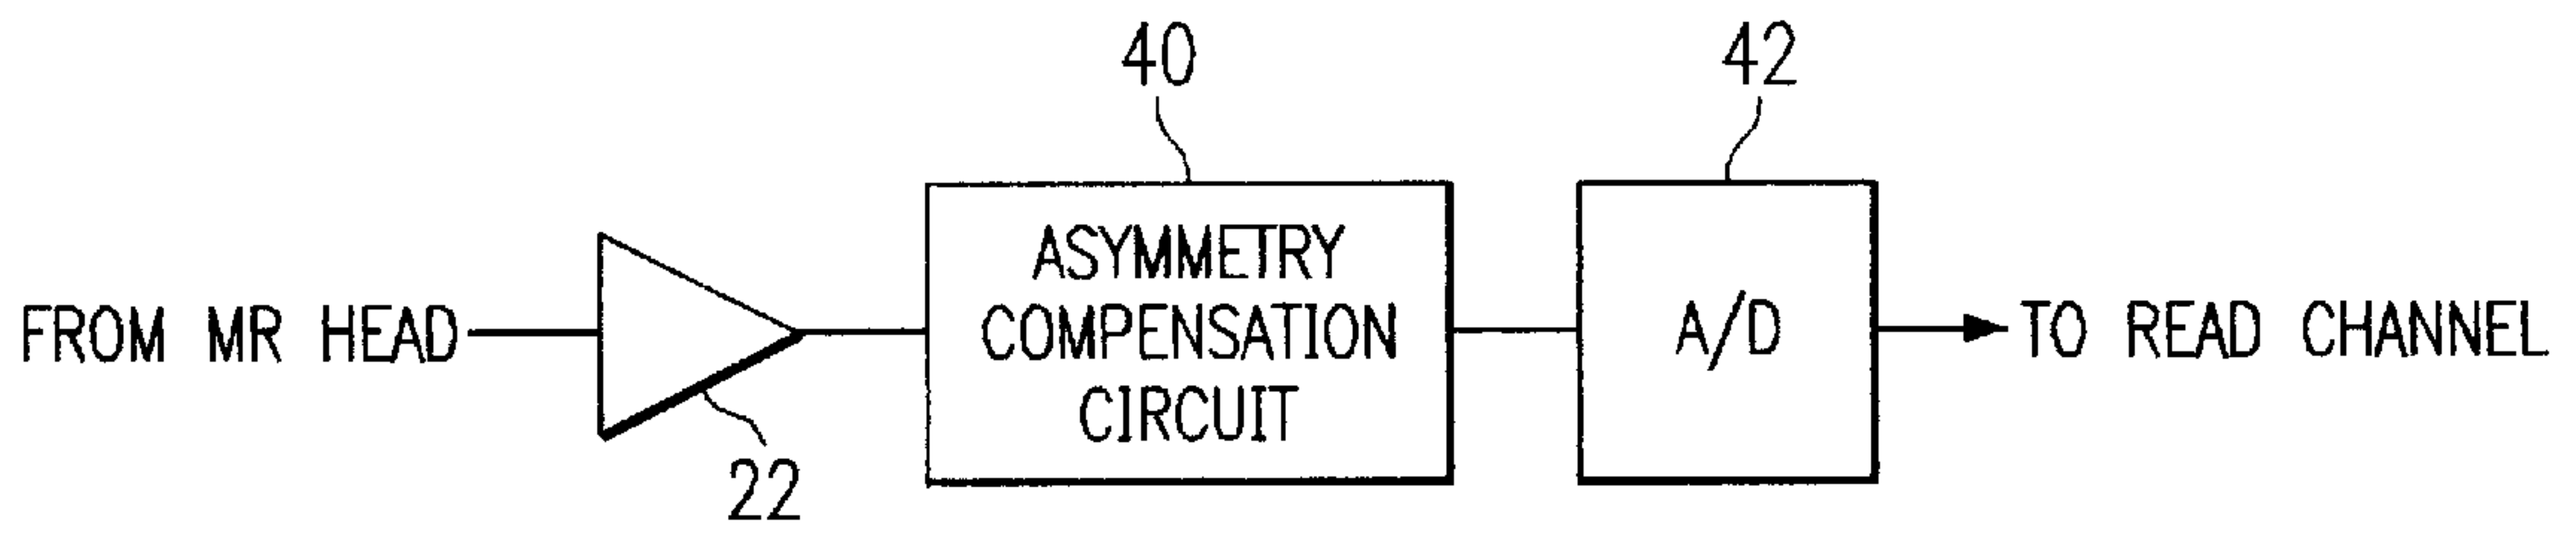 40
42
FROM MR HEAD
ASYMMETRY
COMPENSATION
CIRCUIT
A/D
TO READ CHANNEL
22